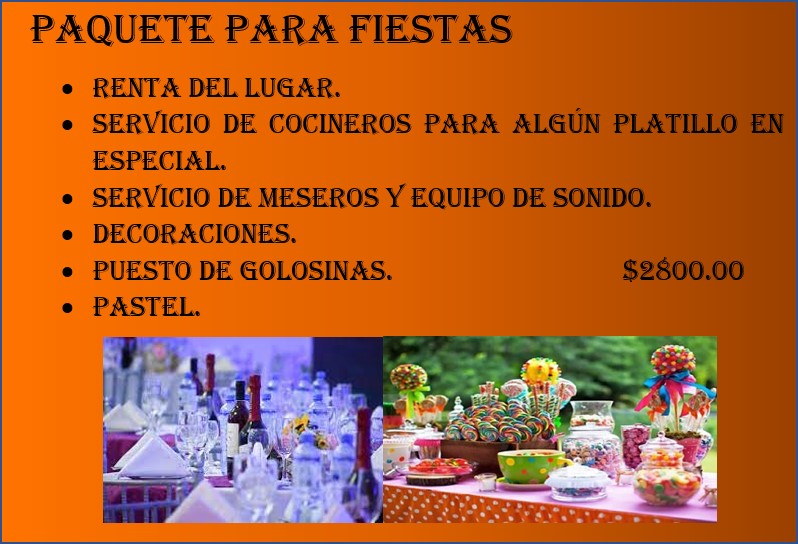 PAQUETE PARA FIESTAS
• RENTA DEL LUGAR.
• SERVICIO DE COCINEROS PARA ALGÚN PLATILLO EN
ESPECIAL.
• SERVICIO DE MESEROS Y EQUIPO DE SONIDO.
• DECORACIONES.
• PUESTO DE GOLOSINAS. $2800.00
• PASTEL.